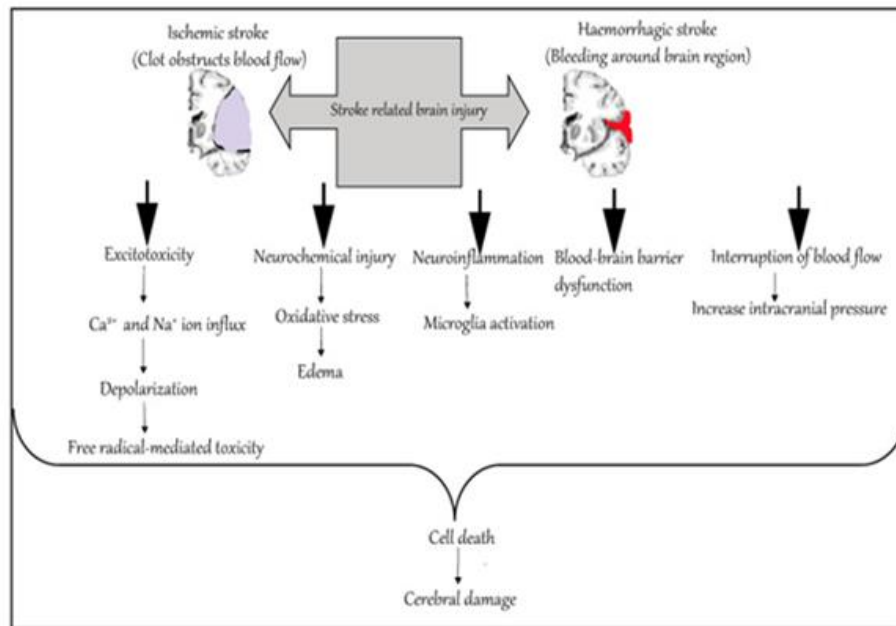 Ischemic stroke
(Clot obstructs blood flow)
Haemorrhagic stroke
(Bleeding around brain region)
Stroke related brain injury
Excitotoxicity
Ca²⁺ and Na⁺ ion influx
Depolarization
Free radical-mediated toxicity
Neurochemical injury
Oxidative stress
Edema
Neuroinflammation
Microglia activation
Blood-brain barrier
dysfunction
Interruption of blood flow
Increase intracranial pressure
Cell death
Cerebral damage